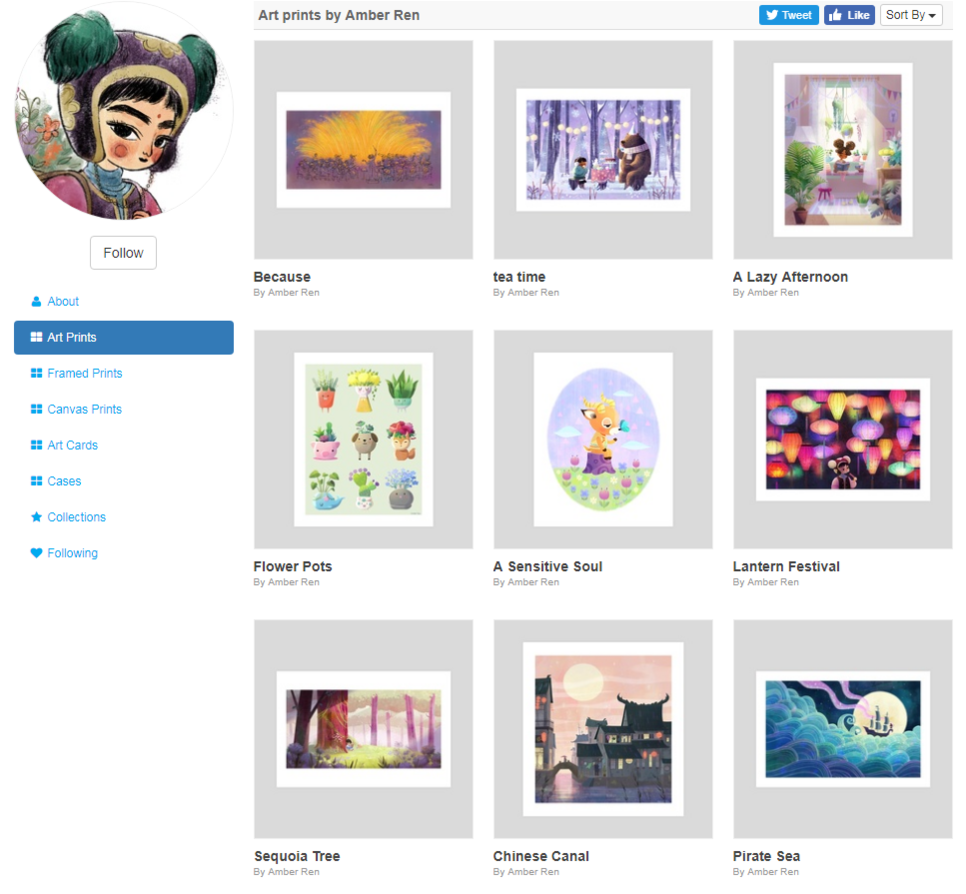 Art prints by Amber Ren
Tweet
Like
Sort By
Follow
About
Art Prints
Framed Prints
Canvas Prints
Art Cards
Cases
Collections
Following
Because
By Amber Ren
tea time
By Amber Ren
A Lazy Afternoon
By Amber Ren
Flower Pots
By Amber Ren
A Sensitive Soul
By Amber Ren
Lantern Festival
By Amber Ren
Sequoia Tree
By Amber Ren
Chinese Canal
By Amber Ren
Pirate Sea
By Amber Ren